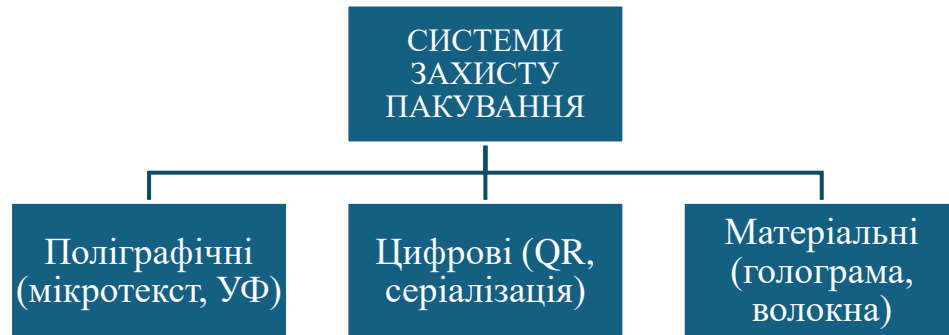 СИСТЕМИ
ЗАХИСТУ
ПАКУВАННЯ
Поліграфічні
(мікротекст, УФ)
Цифрові (QR,
серіалізація)
Матеріальні
(голограма,
волокна)